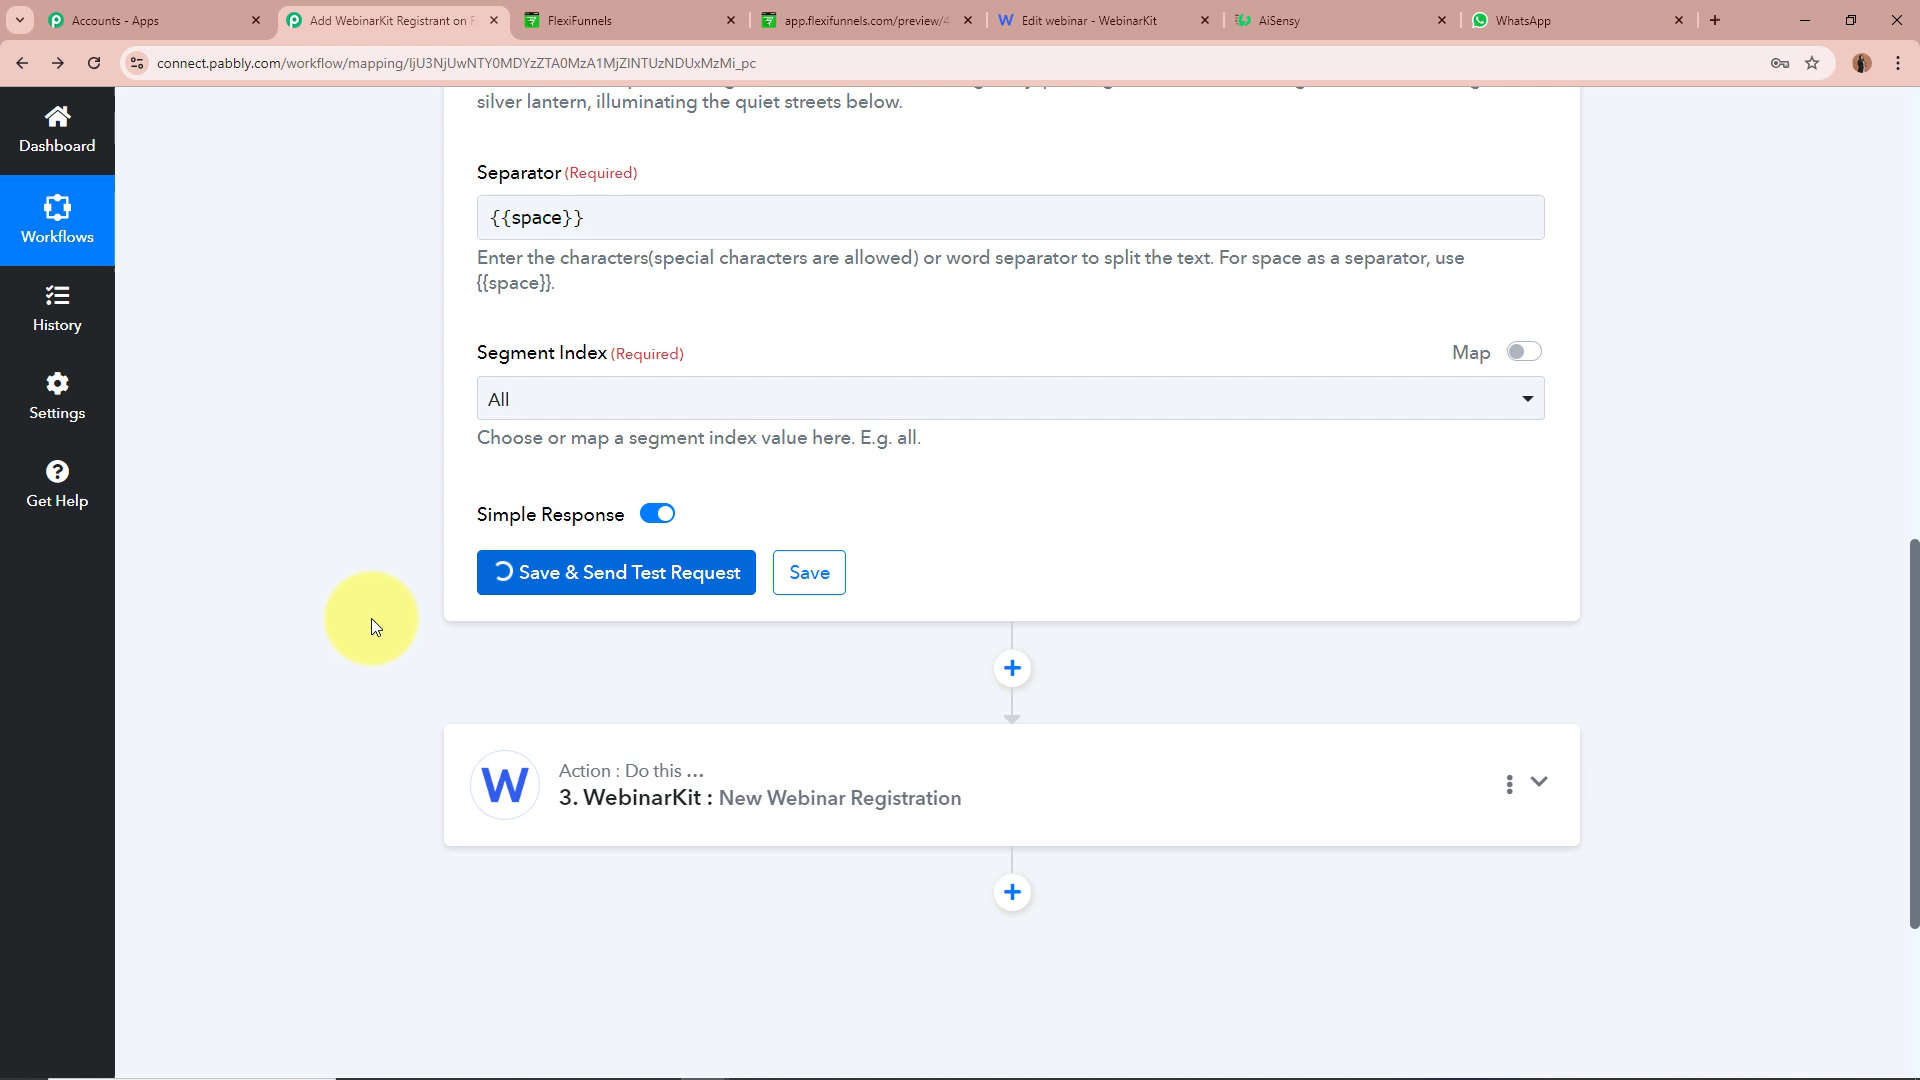 Accounts - Apps
Add WebinarKit Registrant on
FlexiFunnels
app.flexifunnels.com/preview/4
Edit webinar - WebinarKit
AiSensy
WhatsApp
connect.pabbly.com/workflow/mapping/IjU3NjUwNTY0MDYzZTA0MzA1MjZlNTUzNDUxMzMi_pc
Dashboard
Workflows
History
Settings
Get Help
silver lantern, illuminating the quiet streets below.
Separator (Required)
{{space}}
Enter the characters(special characters are allowed) or word separator to split the text. For space as a separator, use
{{space}}.
Segment Index (Required)
Map
All
Choose or map a segment index value here. E.g. all.
Simple Response
Save & Send Test Request
Save
W
Action : Do this ...
3. WebinarKit : New Webinar Registration